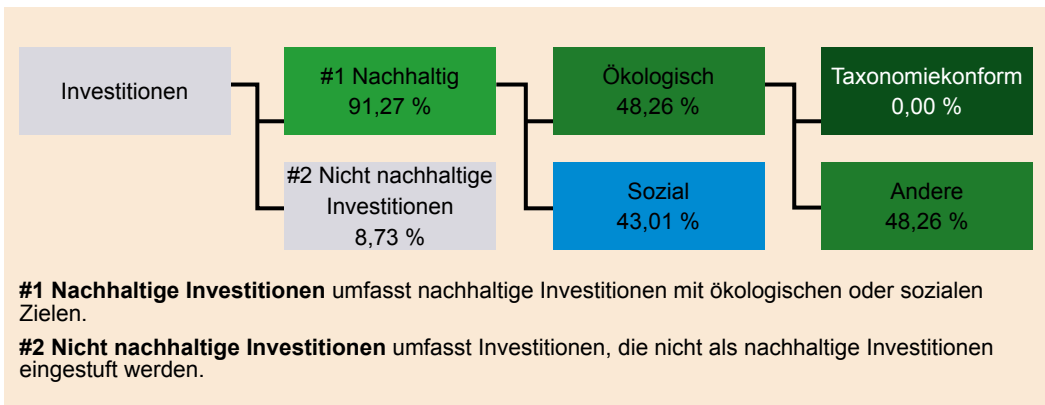 Investitionen
#1 Nachhaltig
91,27 %
Ökologisch
48,26 %
Taxonomiekonform
0,00 %
#2 Nicht nachhaltige
Investitionen
8,73 %
Sozial
43,01 %
Andere
48,26 %
#1 Nachhaltige Investitionen umfasst nachhaltige Investitionen mit ökologischen oder sozialen
Zielen.
#2 Nicht nachhaltige Investitionen umfasst Investitionen, die nicht als nachhaltige Investitionen
eingestuft werden.